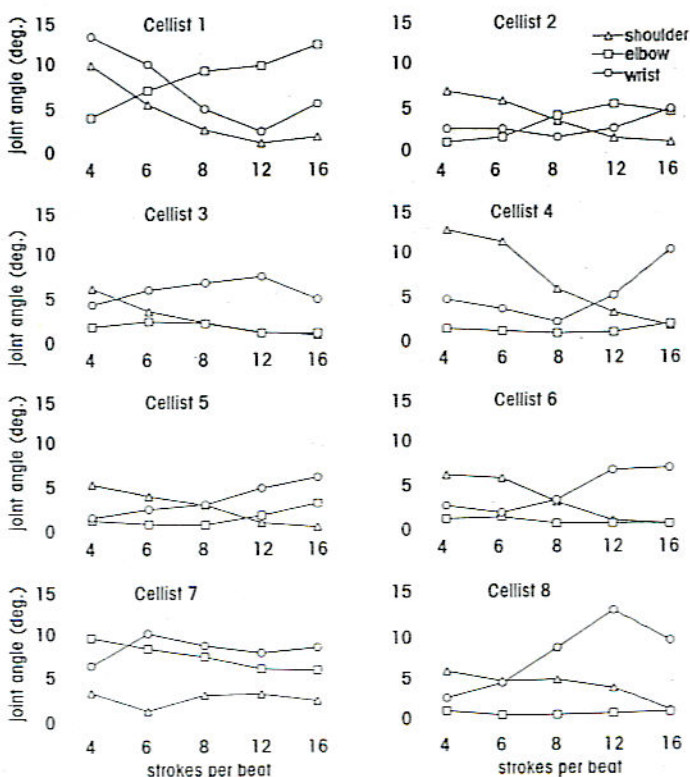 Cellist 1
Cellist 2
shoulder
elbow
wrist
joint angle (deg.)
15
10
5
0
4 6 8 12 16
15
10
5
0
4 6 8 12 16
Cellist 3
Cellist 4
joint angle (deg.)
15
10
5
0
4 6 8 12 16
15
10
5
0
4 6 8 12 16
Cellist 5
Cellist 6
joint angle (deg.)
15
10
5
0
4 6 8 12 16
15
10
5
0
4 6 8 12 16
Cellist 7
Cellist 8
joint angle (deg.)
15
10
5
0
4 6 8 12 16
strokes per beat
15
10
5
0
4 6 8 12 16
strokes per beat